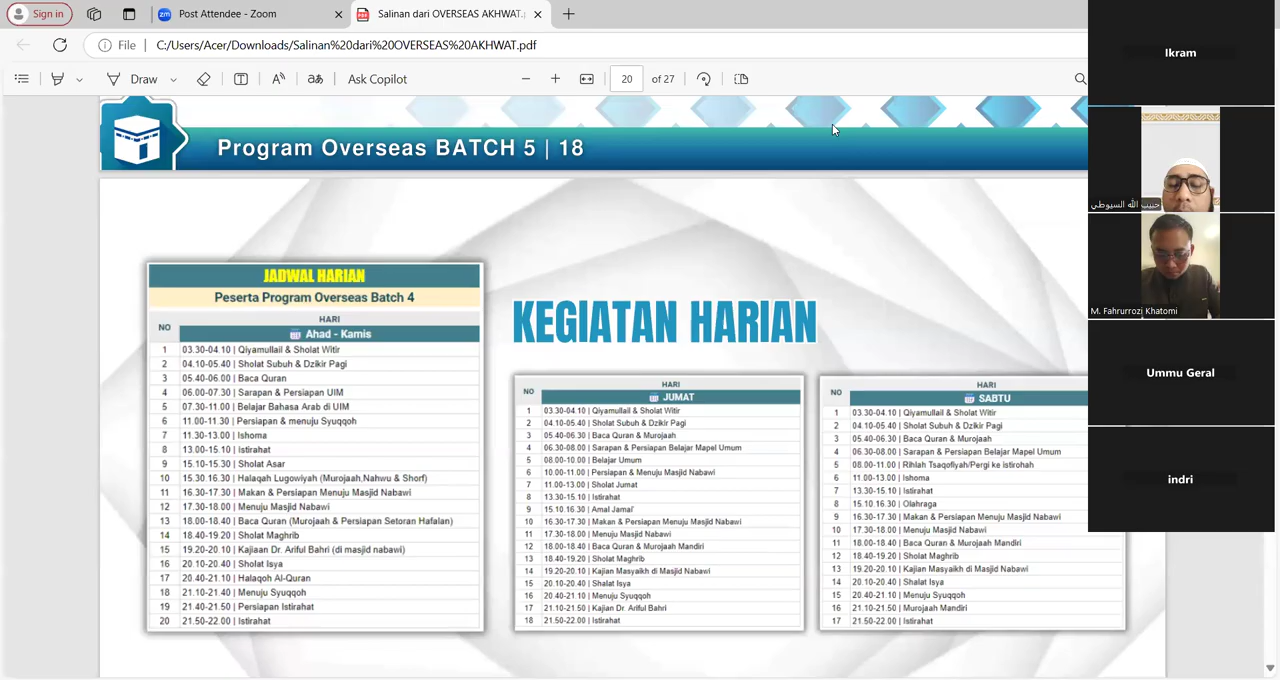 Sign in
Post Attendee - Zoom
Salinan dari OVERSEAS AKHWAT.p
File
C:/Users/Acer/Downloads/Salinan%20dari%20OVERSEAS%20AKHWAT.pdf
Draw
Ask Copilot
20
of 27
Program Overseas BATCH 5 | 18
JADWAL HARIAN
Peserta Program Overseas Batch 4
NO
HARI
Ahad - Kamis
1 03.30-04.10 | Qiyamullail & Sholat Witir
2 04.10-05.40 | Sholat Subuh & Dzikir Pagi
3 05.40-06.00 | Baca Quran
4 06.00-07.30 | Sarapan & Persiapan UIM
5 07.30-11.00 | Belajar Bahasa Arab di UIM
6 11.00-11.30 | Persiapan & menuju Syuqqoh
7 11.30-13.00 | Ishoma
8 13.00-15.10 | Istirahat
9 15.10-15.30 | Sholat Asar
10 15.30.16.30 | Halaqah Lugowiyah (Murojaah,Nahwu & Shorf)
11 16.30-17.30 | Makan & Persiapan Menuju Masjid Nabawi
12 17.30-18.00 | Menuju Masjid Nabawi
13 18.00-18.40 | Baca Quran (Murojaah & Persiapan Setoran Hafalan)
14 18.40-19.20 | Sholat Maghrib
15 19.20-20.10 | Kajiaan Dr. Ariful Bahri (di masjid nabawi)
16 20.10-20.40 | Sholat Isya
17 20.40-21.10 | Halaqoh Al-Quran
18 21.10-21.40 | Menuju Syuqqoh
19 21.40-21.50 | Persiapan Istirahat
20 21.50-22.00 | Istirahat
KEGIATAN HARIAN
NO
HARI
JUMAT
1 03.30-04.10 | Qiyamullail & Sholat Witir
2 04.10-05.40 | Sholat Subuh & Dzikir Pagi
3 05.40-06.30 | Baca Quran & Murojaah
4 06.30-08.00 | Sarapan & Persiapan Belajar Mapel Umum
5 08.00-10.00 | Belajar Umum
6 10.00-11.00 | Persiapan & Menuju Masjid Nabawi
7 11.00-13.00 | Sholat Jumat
8 13.30-15.10 | Istirahat
9 15.10.16.30 | Amal Jamai'
10 16.30-17.30 | Makan & Persiapan Menuju Masjid Nabawi
11 17.30-18.00 | Menuju Masjid Nabawi
12 18.00-18.40 | Baca Quran & Murojaah Mandiri
13 18.40-19.20 | Sholat Maghrib
14 19.20-20.10 | Kajian Masyaikh di Masjid Nabawi
15 20.10-20.40 | Shalat Isya
16 20.40-21.10 | Menuju Syuqqoh
17 21.10-21.50 | Kajian Dr. Ariful Bahri
18 21.50-22.00 | Istirahat
NO
HARI
SABTU
1 03.30-04.10 | Qiyamullail & Sholat Witir
2 04.10-05.40 | Sholat Subuh & Dzikir Pagi
3 05.40-06.30 | Baca Quran & Murojaah
4 06.30-08.00 | Sarapan & Persiapan Belajar Mapel Umum
5 08.00-11.00 | Rihlah Tsaqofiyah/Pergi ke istirohah
6 11.00-13.00 | Ishoma
7 13.30-15.10 | Istirahat
8 15.10.16.30 | Olahraga
9 16.30-17.30 | Makan & Persiapan Menuju Masjid Nabawi
10 17.30-18.00 | Menuju Masjid Nabawi
11 18.00-18.40 | Baca Quran & Murojaah Mandiri
12 18.40-19.20 | Sholat Maghrib
13 19.20-20.10 | Kajian Masyaikh di Masjid Nabawi
14 20.10-20.40 | Shalat Isya
15 20.40-21.10 | Menuju Syuqqoh
16 21.10-21.50 | Murojaah Mandiri
17 21.50-22.00 | Istirahat
Ikram
حبيب الله السيوطي
M. Fahrurrozi Khatomi
Ummu Geral
indri